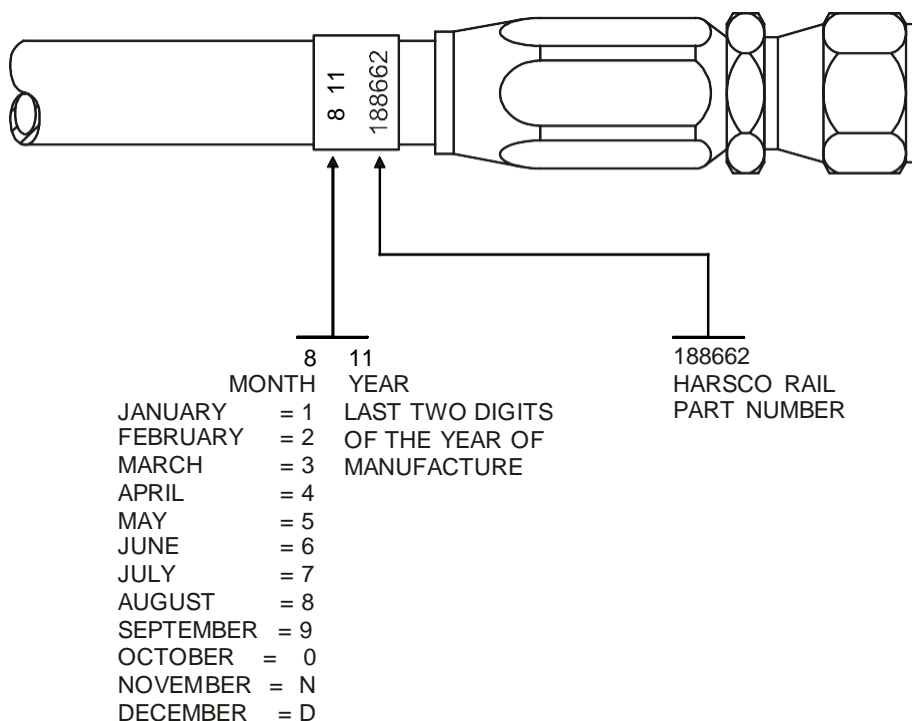 8 11
188662
8 11
MONTH YEAR
JANUARY = 1
FEBRUARY = 2
MARCH = 3
APRIL = 4
MAY = 5
JUNE = 6
JULY = 7
AUGUST = 8
SEPTEMBER = 9
OCTOBER = 0
NOVEMBER = N
DECEMBER = D
LAST TWO DIGITS
OF THE YEAR OF
MANUFACTURE
188662
HARSCO RAIL
PART NUMBER